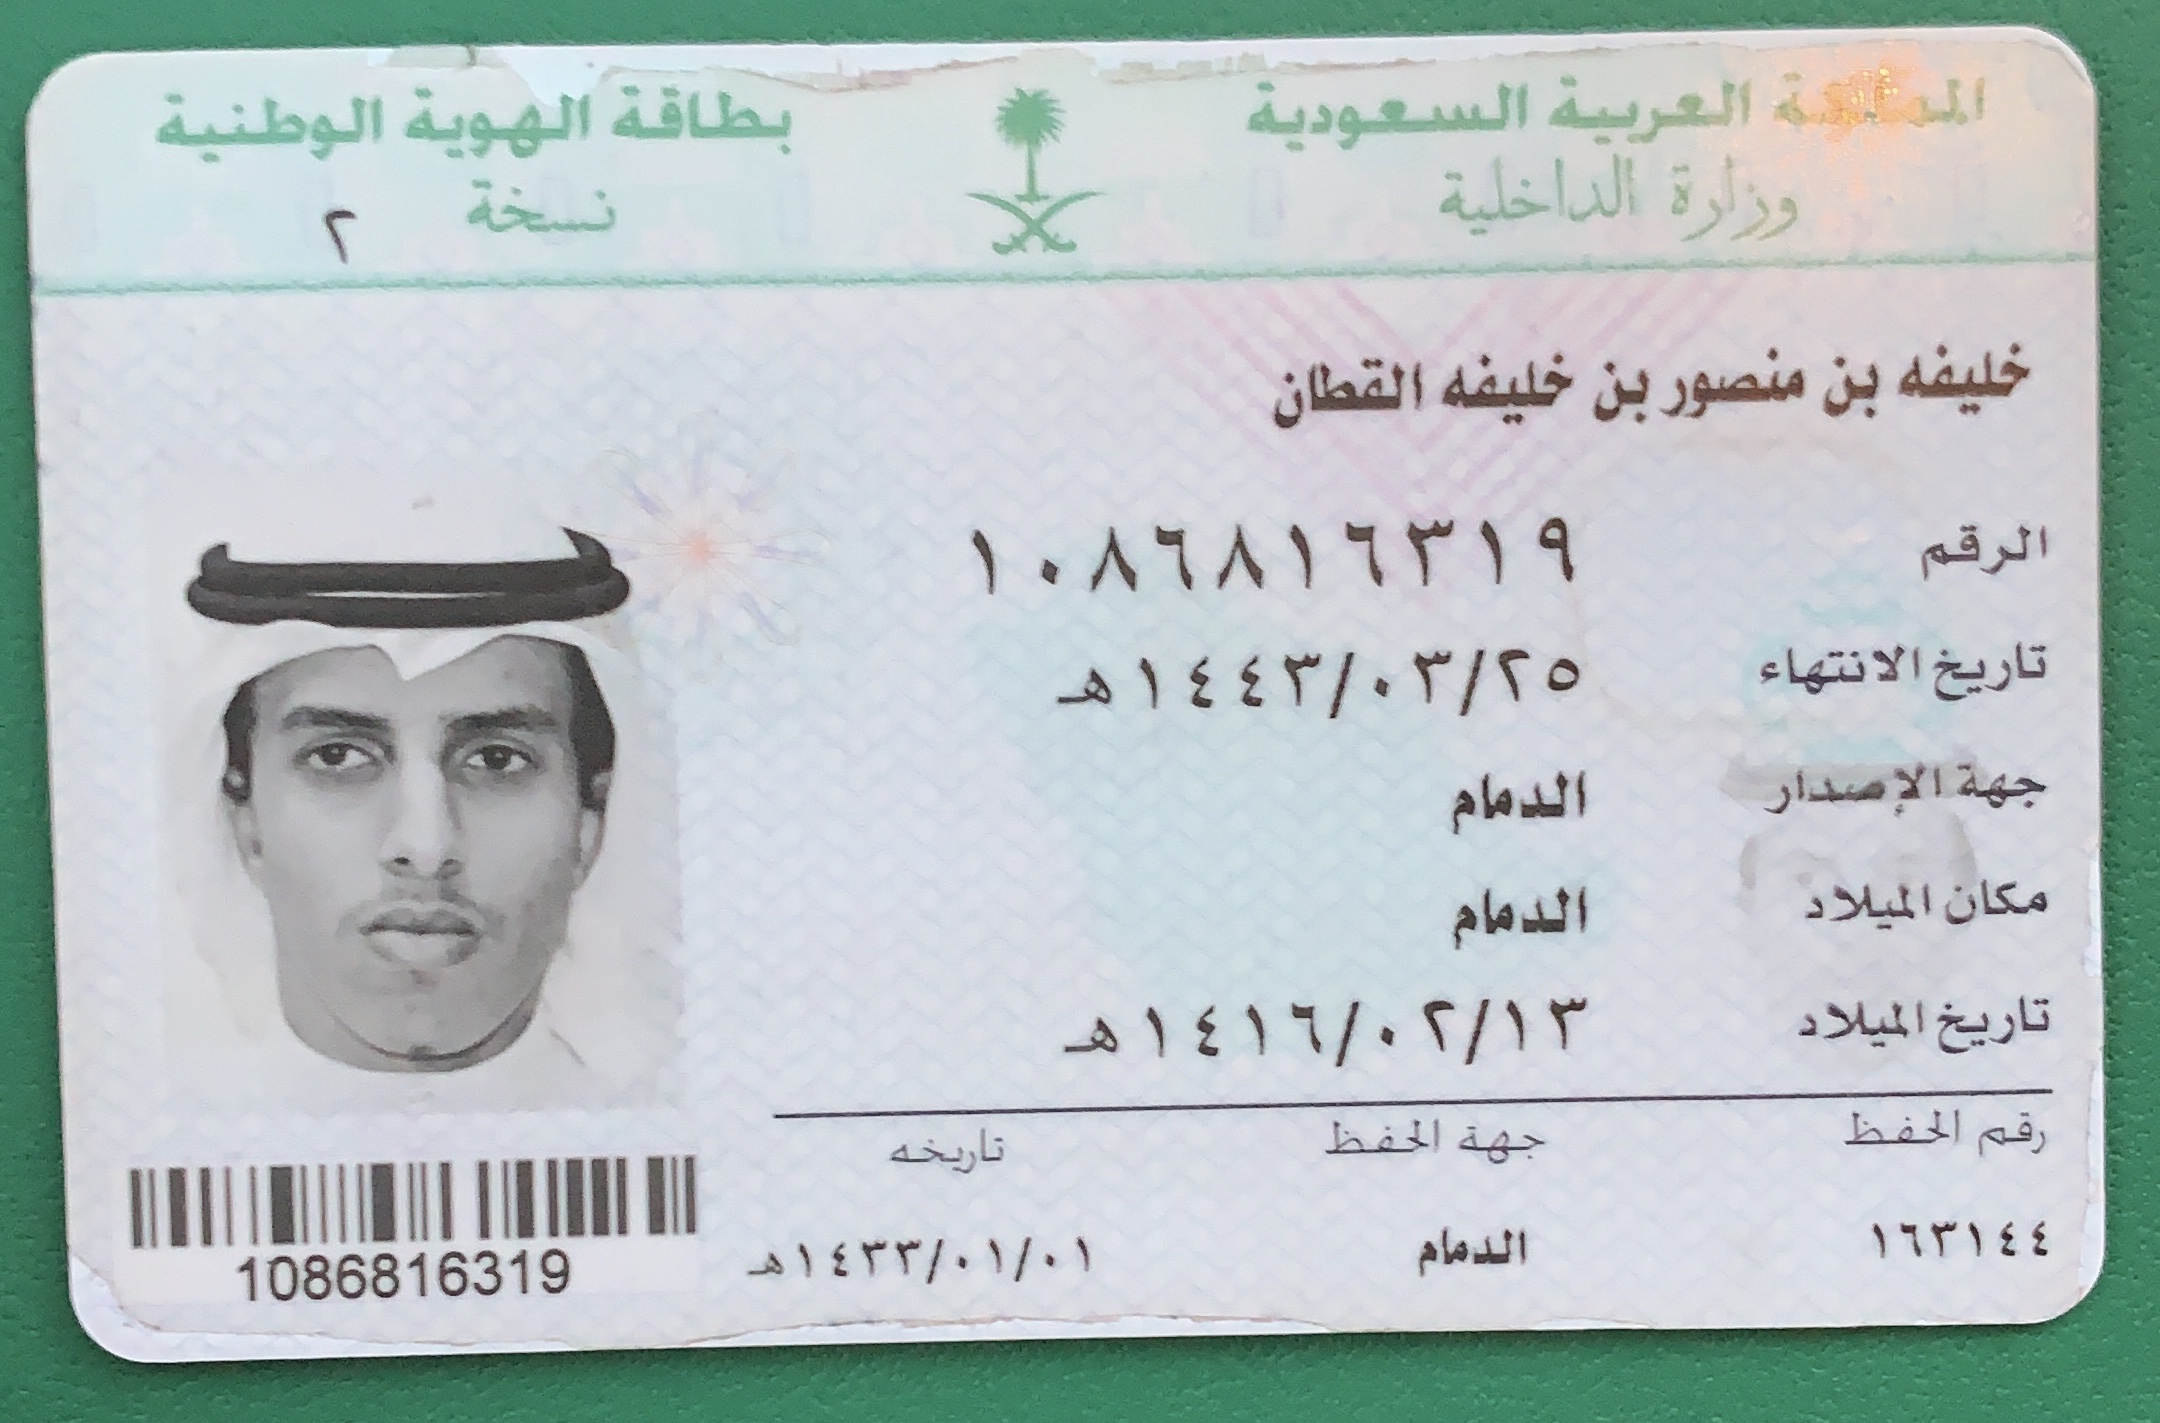 المملكة العربية السعودية
وزارة الداخلية
بطاقة الهوية الوطنية
نسخة ٢
خليفه بن منصور بن خليفه القطان
الرقم ١٠٨٦٨١٦٣١٩
تاريخ الانتهاء ١٤٤٣/٠٣/٢٥هـ
جهة الإصدار الدمام
مكان الميلاد الدمام
تاريخ الميلاد ١٤١٦/٠٢/١٣هـ
رقم الحفظ جهة الحفظ تاريخه
١٦٣١٤٤ الدمام ١٤٣٣/٠١/٠١هـ
1086816319